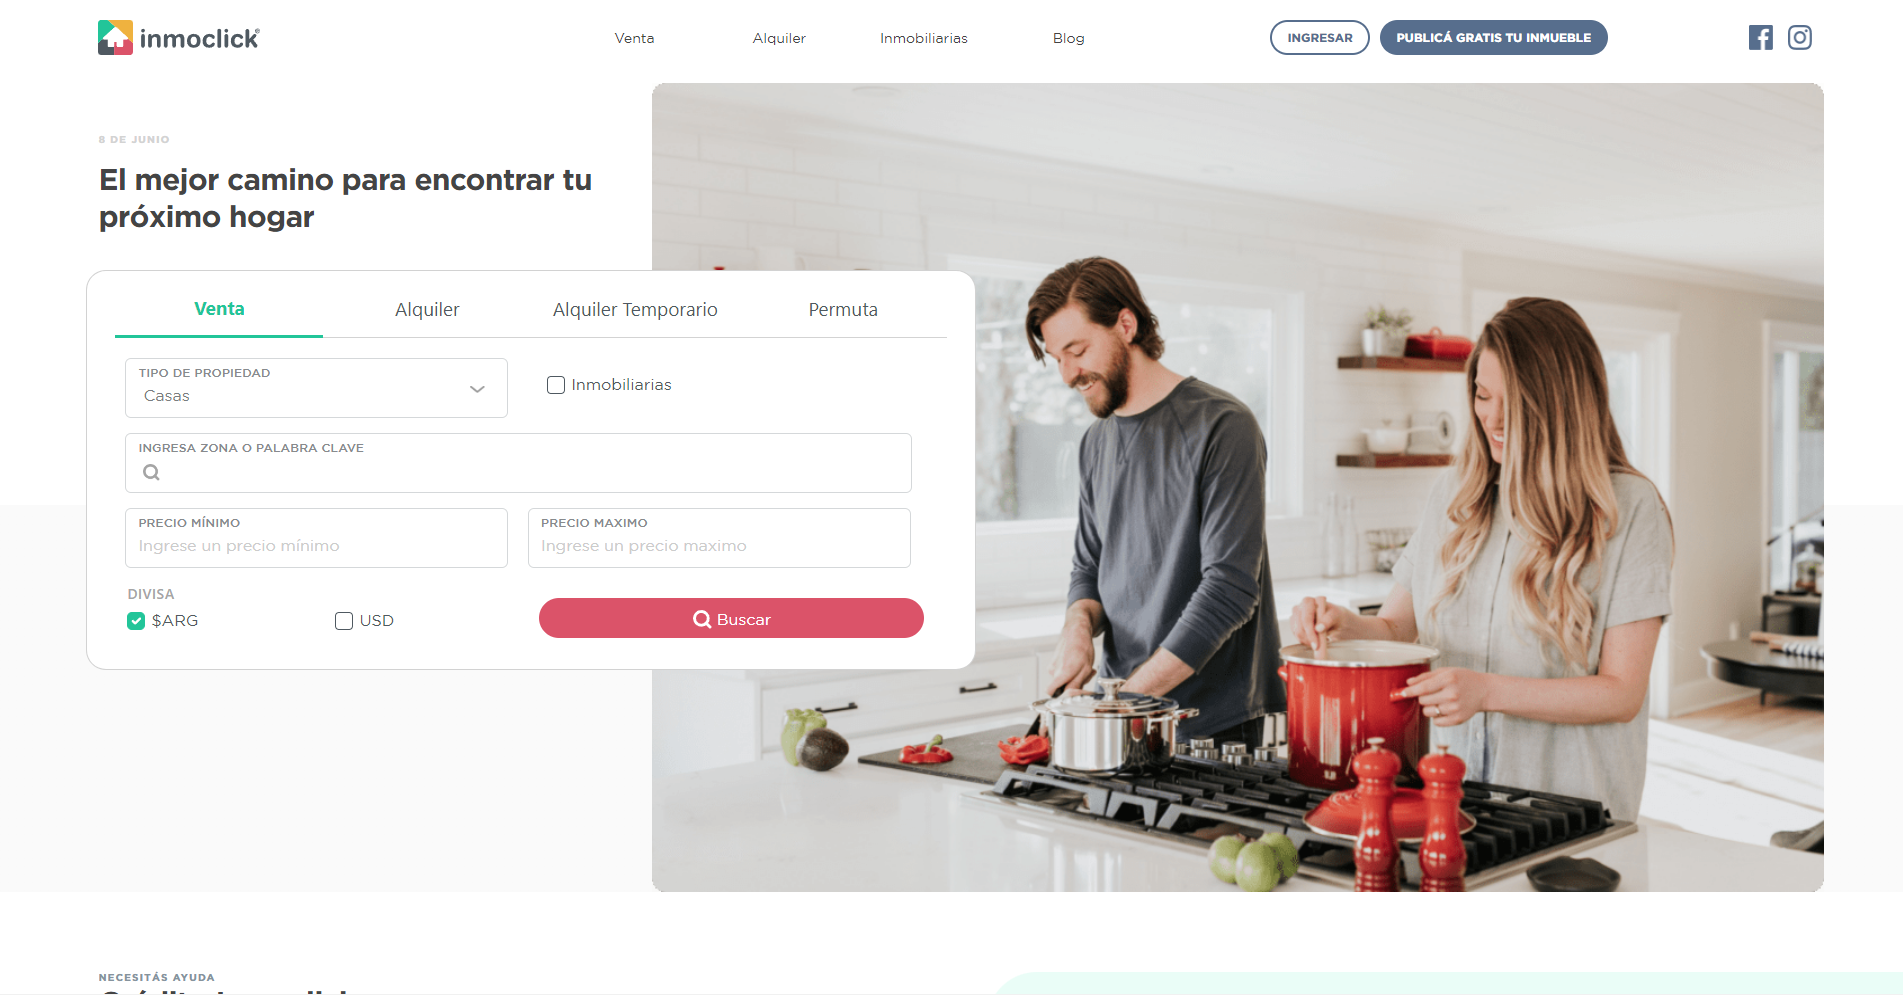 inmoclick
Venta
Alquiler
Inmobiliarias
Blog
INGRESAR
PUBLICÁ GRATIS TU INMUEBLE
8 DE JUNIO
El mejor camino para encontrar tu
próximo hogar
Venta
Alquiler
Alquiler Temporario
Permuta
TIPO DE PROPIEDAD
Casas
Inmobiliarias
INGRESA ZONA O PALABRA CLAVE
PRECIO MÍNIMO
Ingrese un precio mínimo
PRECIO MAXIMO
Ingrese un precio maximo
DIVISA
$ARG
USD
Buscar
NECESITÁS AYUDA